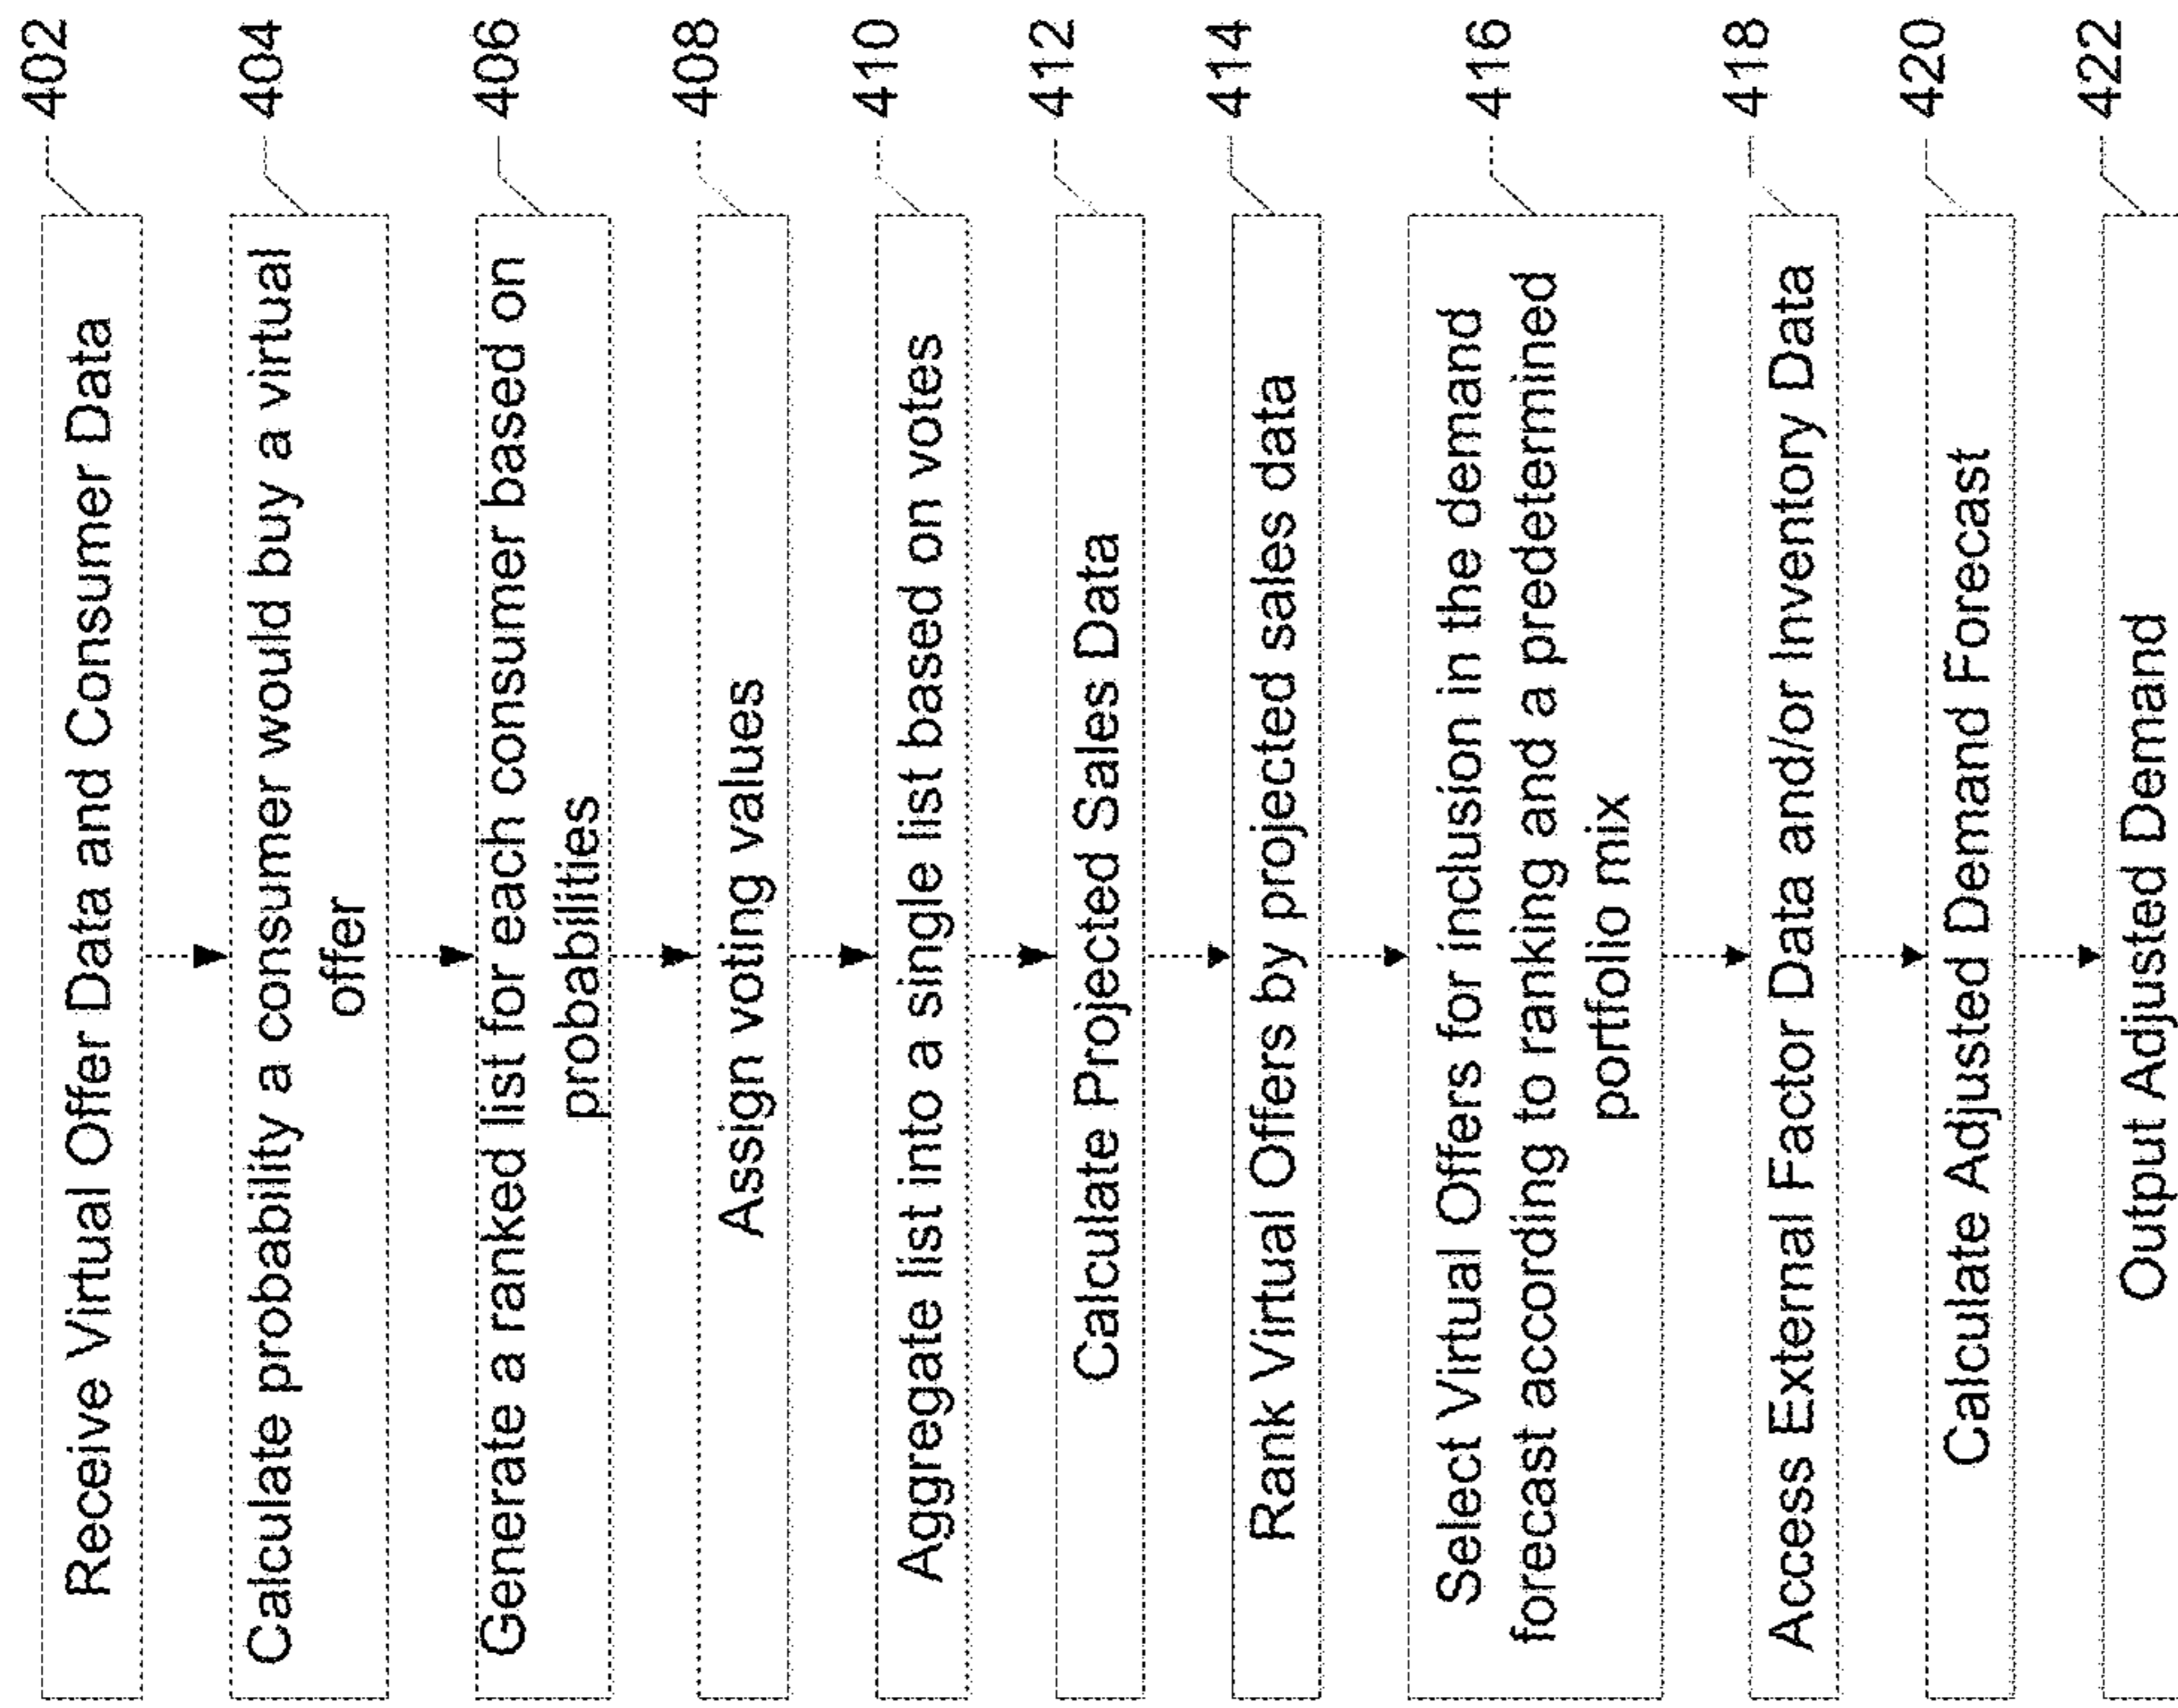 Receive Virtual Offer Data and Consumer Data
402
Calculate probability a consumer would buy a virtual
offer
404
Generate a ranked list for each consumer based on
probabilities
406
Assign voting values
408
Aggregate list into a single list based on votes
410
Calculate Projected Sales Data
412
Rank Virtual Offers by projected sales data
414
Select Virtual Offers for inclusion in the demand
forecast according to ranking and a predetermined
portfolio mix
416
Access External Factor Data and/or Inventory Data
418
Calculate Adjusted Demand Forecast
420
Output Adjusted Demand
422